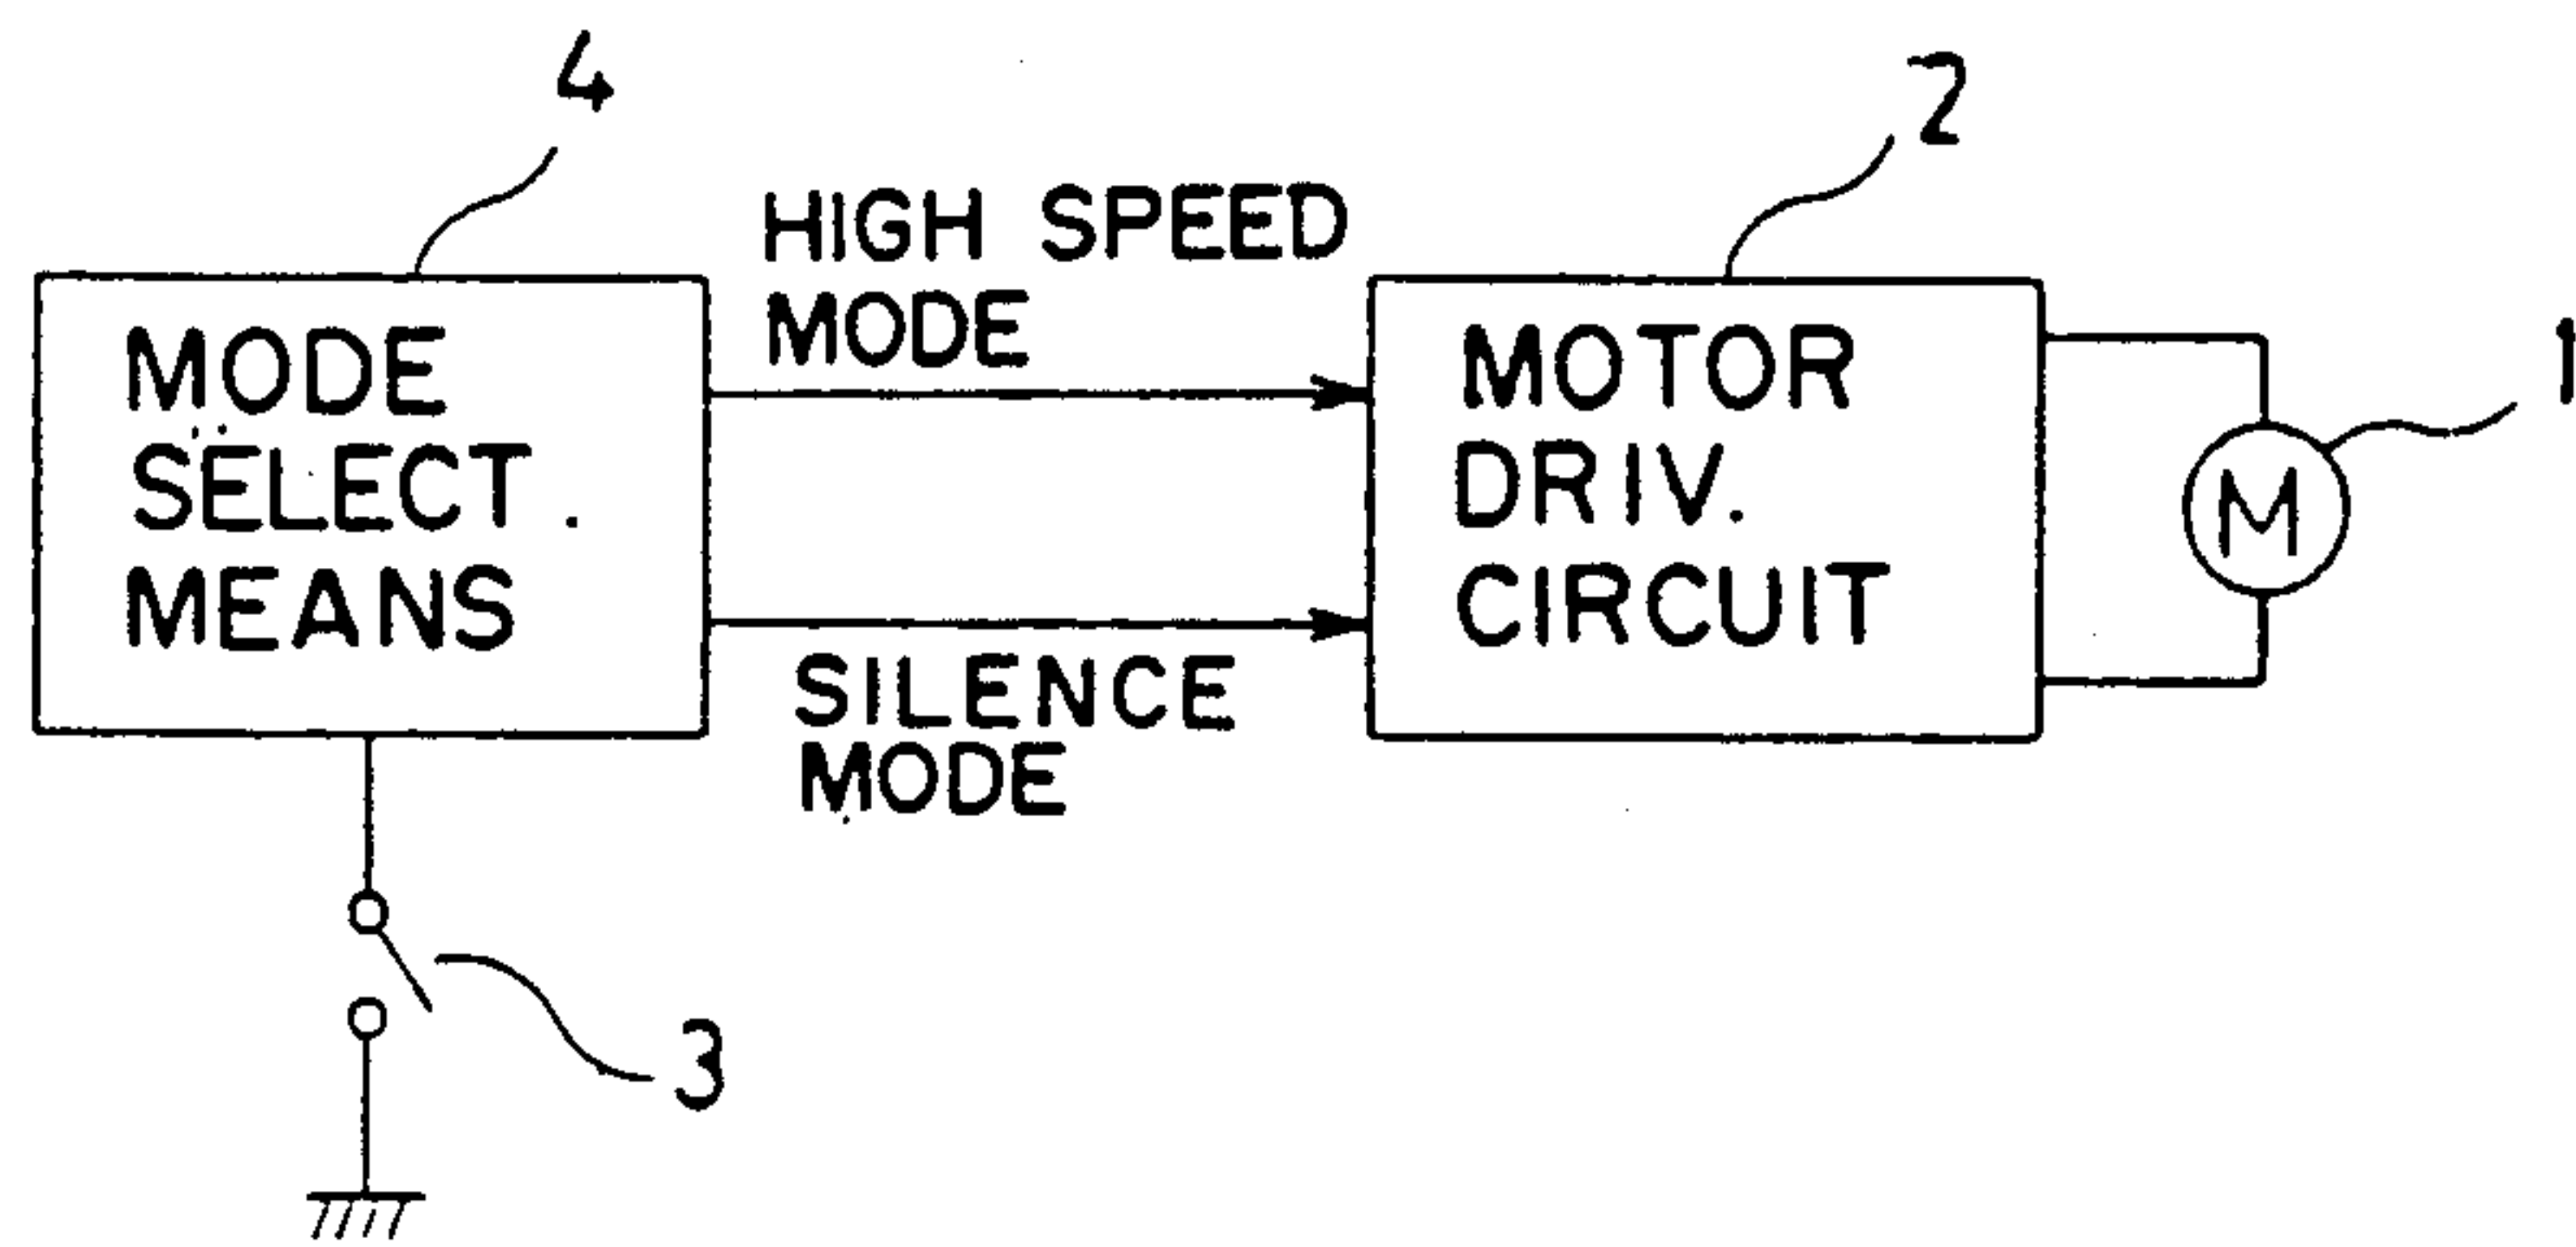 4
2
HIGH SPEED
MODE
1
MODE
SELECT.
MEANS
MOTOR
DRIV.
CIRCUIT
M
SILENCE
MODE
3